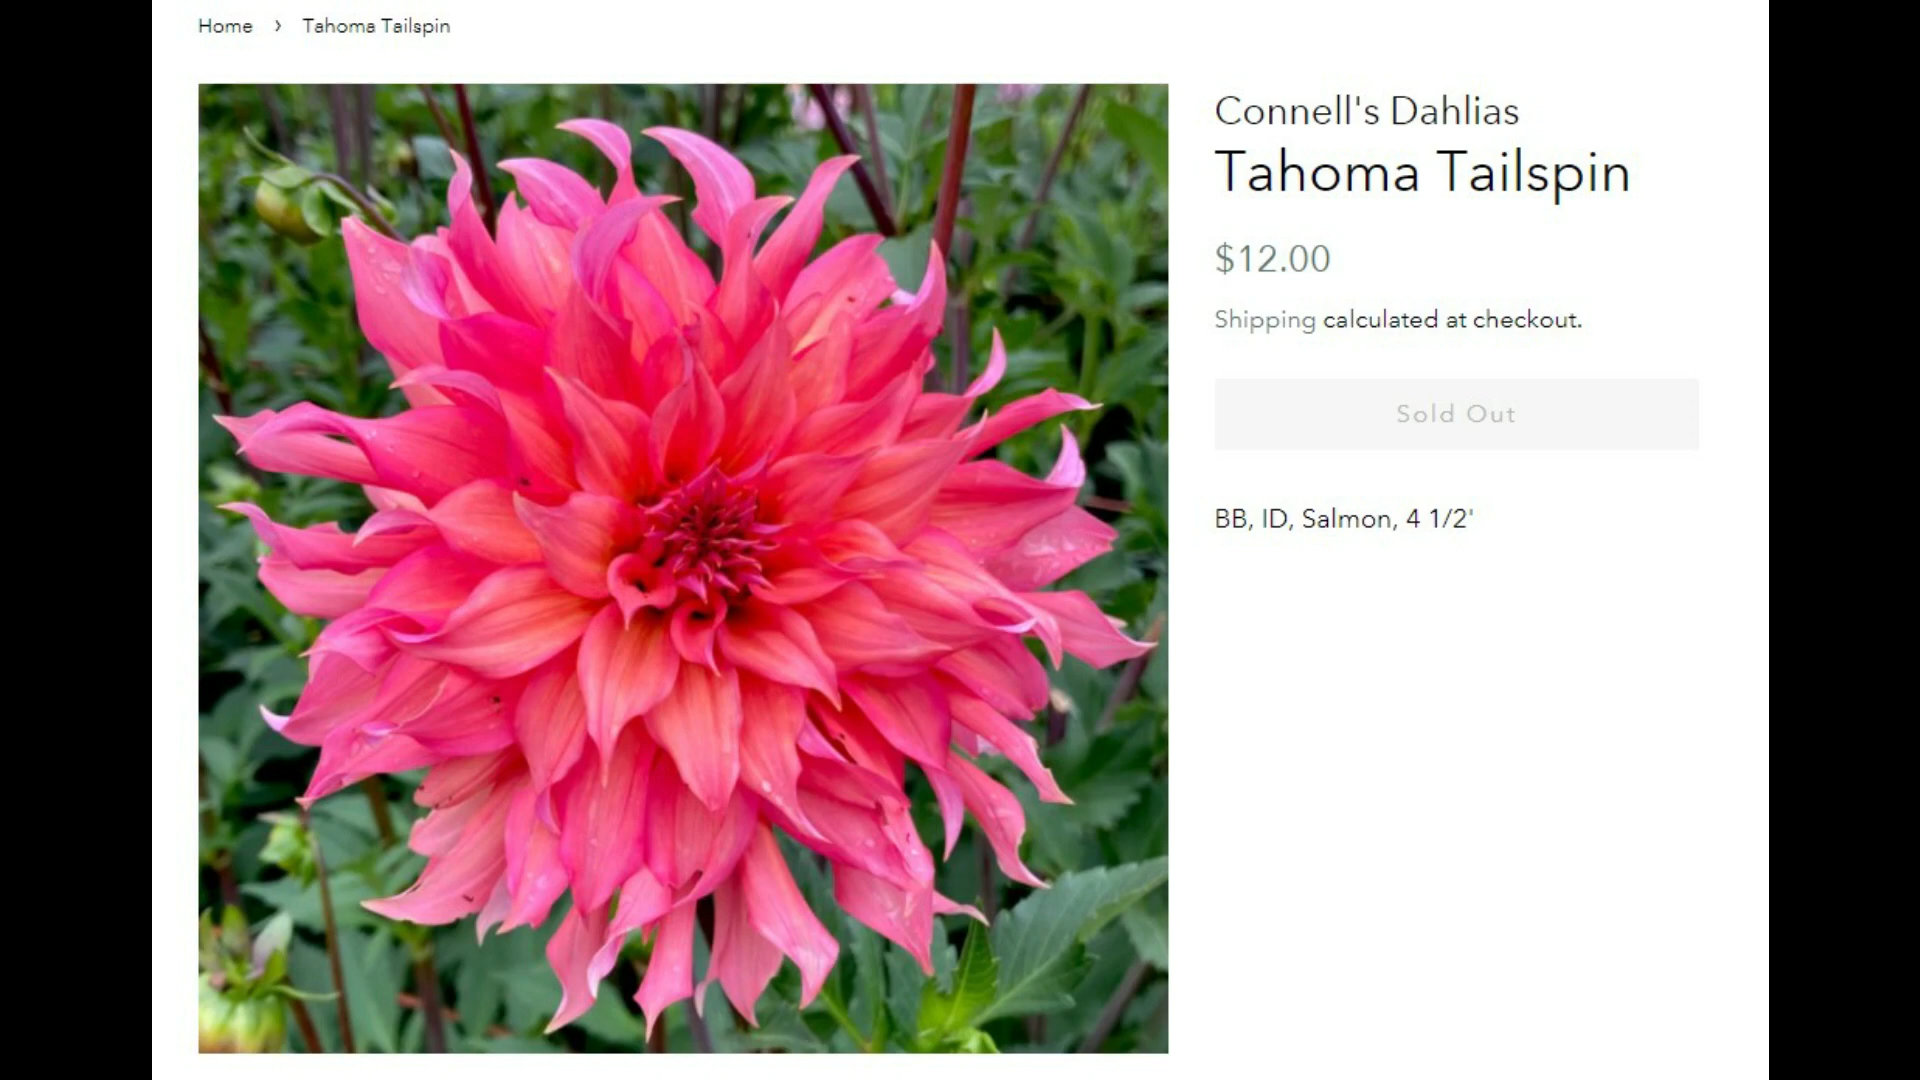 Home › Tahoma Tailspin
Connell's Dahlias
Tahoma Tailspin
$12.00
Shipping calculated at checkout.
Sold Out
BB, ID, Salmon, 4 1/2'